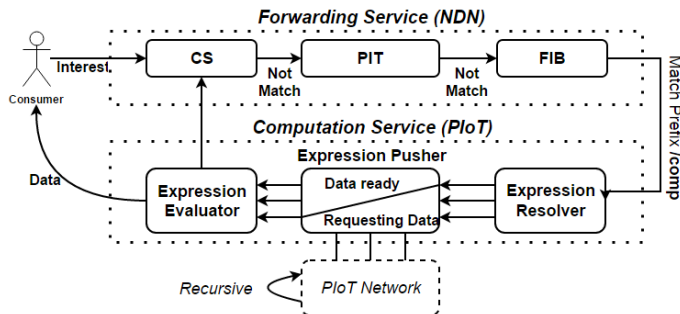 Forwarding Service (NDN)
Interest
CS
Not
Match
PIT
Not
Match
FIB
Match Prefix /comp
Consumer
Computation Service (PIoT)
Expression Pusher
Data
Expression
Evaluator
Data ready
Requesting Data
Expression
Resolver
Recursive
PIoT Network